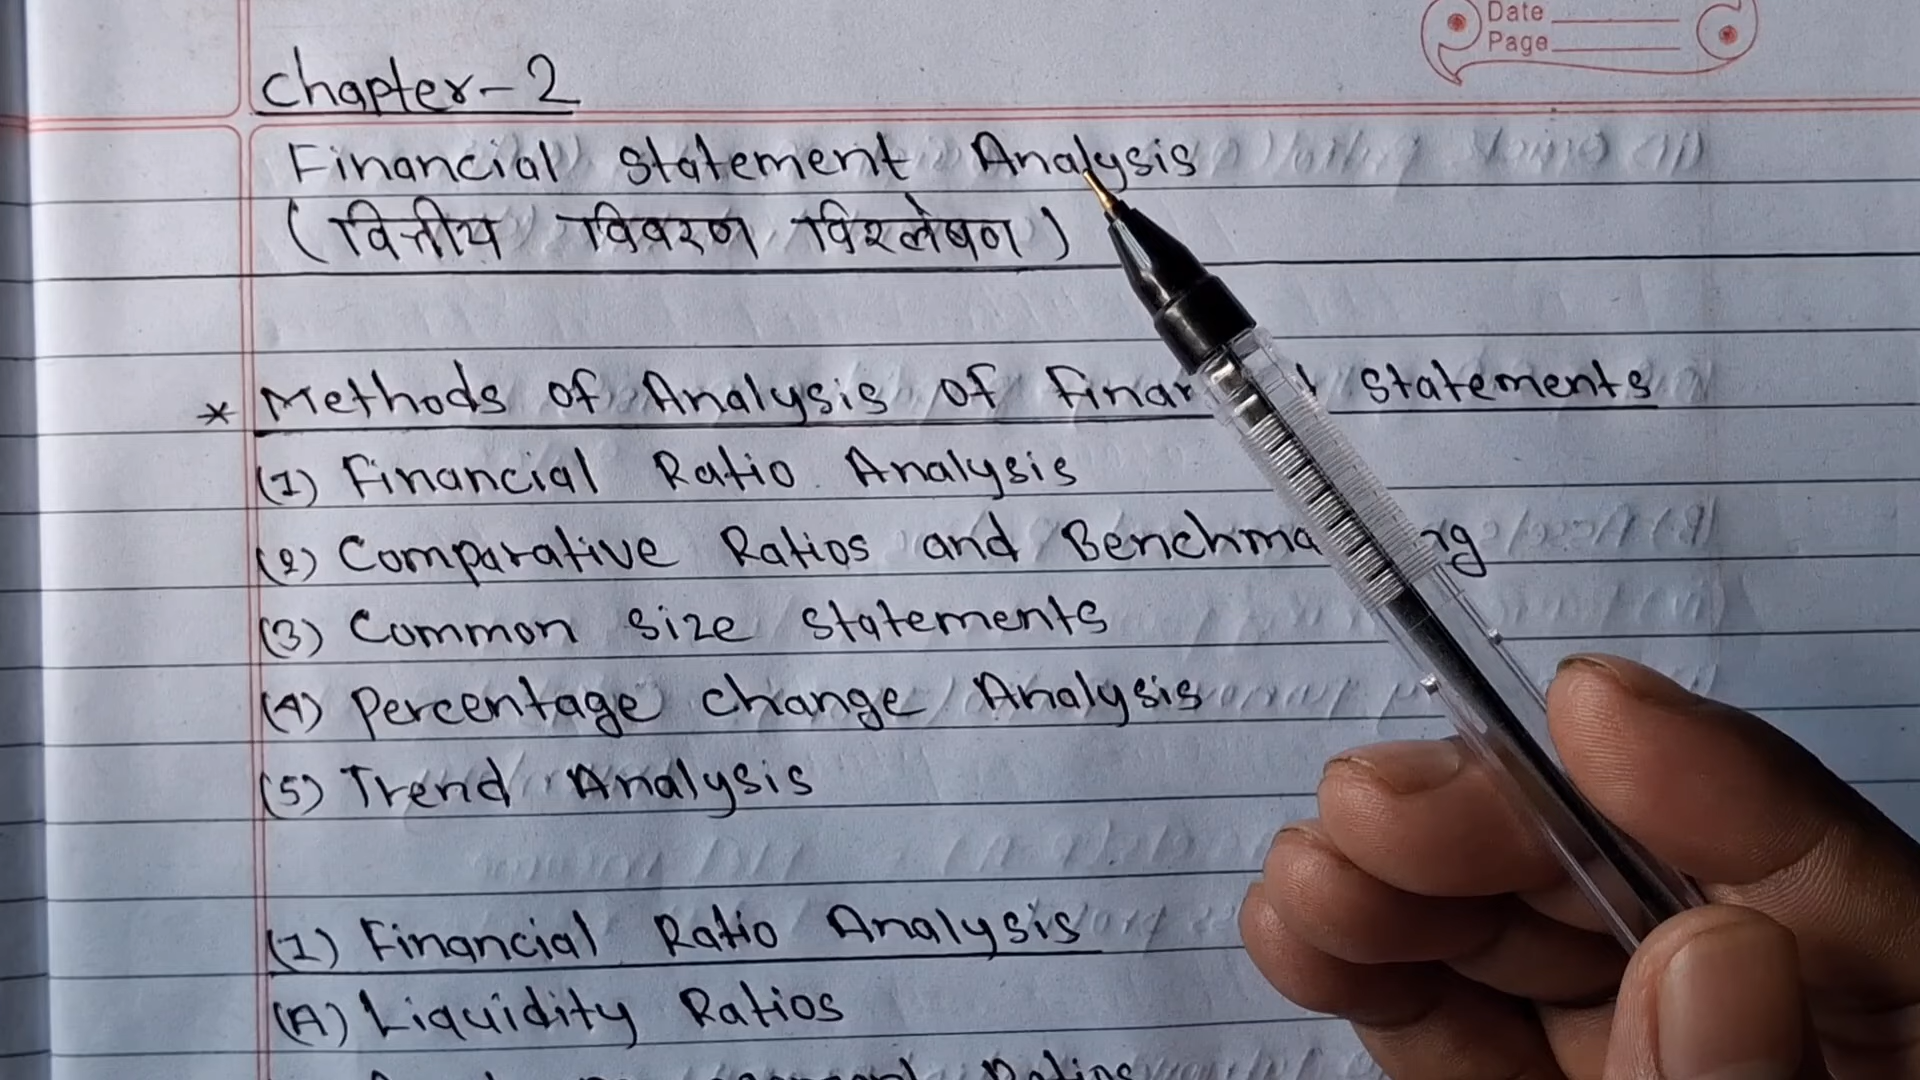 Date
Page
Chapter-2
Financial Statement Analysis
(वित्तीय विवरण विश्लेषण)
* Methods of Analysis of Statements
(1) Financial Ratio Analysis
(2) Comparative Ratios and
(3) Common Size Statements
(4) Percentage Change Analysis
(5) Trend Analysis
(1) Financial Ratio Analysis
(A) Liquidity Ratios
Ratios